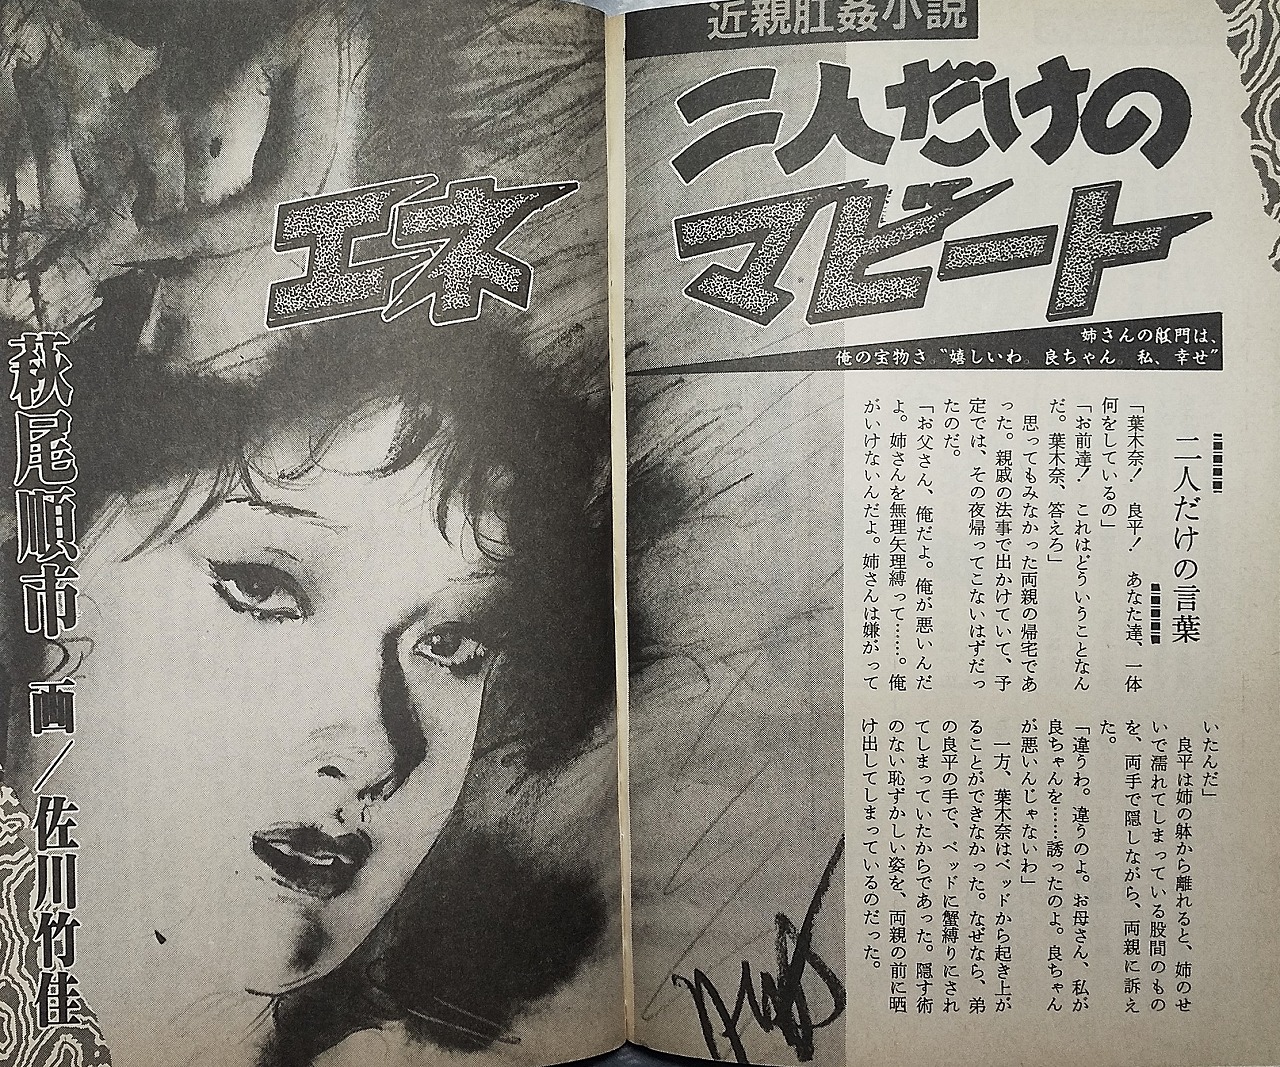 近親肛姦小説
二人だけの
マゾビートエネ
姉さんの肛門は、
俺の宝物さ。“嬉しいわ。良ちゃん。私、幸せ”
二人だけの言葉
「葉木奈！　良平！　あなた達、一体
何をしているの」
「お前達！　これはどういうことなん
だ。葉木奈、答えろ」
思ってもみなかった両親の帰宅であ
った。親戚の法事で出かけていて、予
定では、その夜帰ってこないはずだっ
たのだ。
「お父さん、俺だよ。俺が悪いんだ
よ。姉さんを無理矢理縛って……。俺
がいけないんだよ。姉さんは嫌がって
いたんだ」
良平は姉の躰から離れると、姉のせ
いで濡れてしまっている股間のもの
を、両手で隠しながら、両親に訴え
た。
「違うわ。違うのよ。お母さん、私が
良ちゃんを……誘ったのよ。良ちゃん
が悪いんじゃないわ」
一方、葉木奈はベッドから起き上が
ることができなかった。なぜなら、弟
の良平の手で、ベッドに蟹縛りにされ
てしまっていたからであった。隠す術
のない恥ずかしい姿を、両親の前に晒
け出してしまっているのだった。
萩尾順市
画／佐川竹佳